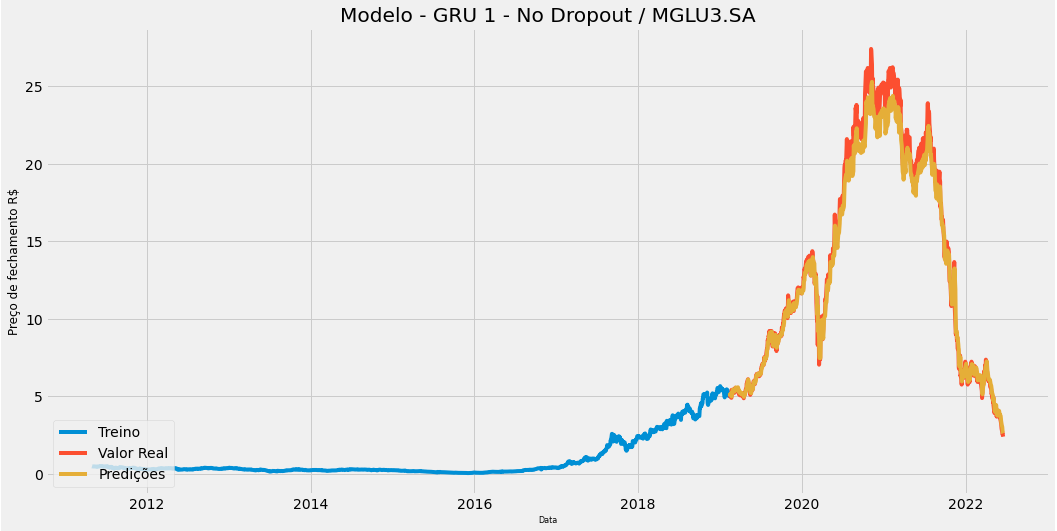 Modelo - GRU 1 - No Dropout / MGLU3.SA
Preço de fechamento R$
25
20
15
10
5
0
Treino
Valor Real
Predições
2012
2014
2016
2018
2020
2022
Data